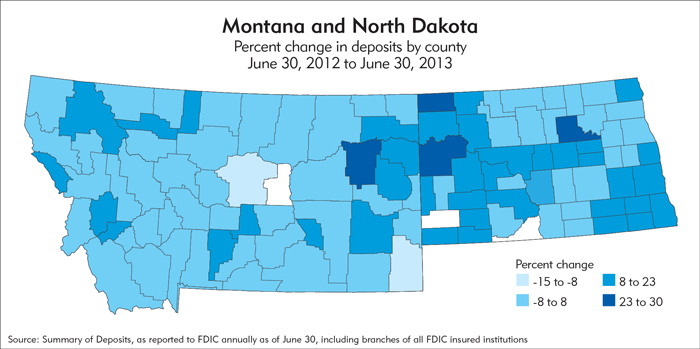 Montana and North Dakota
Percent change in deposits by county
June 30, 2012 to June 30, 2013
Percent change
-15 to -8
8 to 23
-8 to 8
23 to 30
Source: Summary of Deposits, as reported to FDIC annually as of June 30, including branches of all FDIC insured institutions